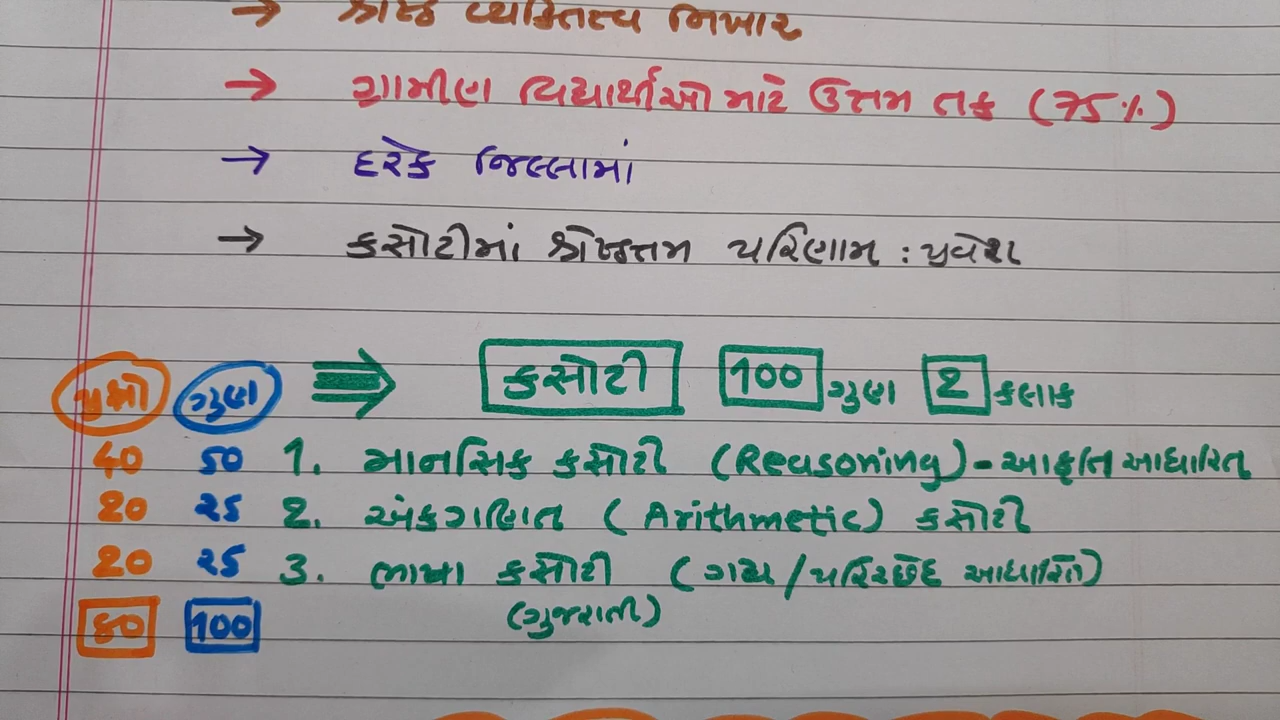 → શ્રેષ્ઠ વ્યક્તિત્વ નિખાર
→ ગ્રામીણ વિદ્યાર્થીઓ માટે ઉત્તમ તક (75%)
→ દરેક જિલ્લામાં
→ કસોટીમાં શ્રેષ્ઠત્તમ પરિણામ : પ્રવેશ
પ્રશ્નો ગુણ ⇛ કસોટી 100 ગુણ 2 કલાક
40 50 1. માનસિક કસોટી (Reasoning) - આકૃતિ આધારિત
20 25 2. અંકગણિત (Arithmetic) કસોટી
20 25 3. ભાષા કસોટી (ગદ્ય/પરિચ્છેદ આધારિત)
(ગુજરાતી)
80 100